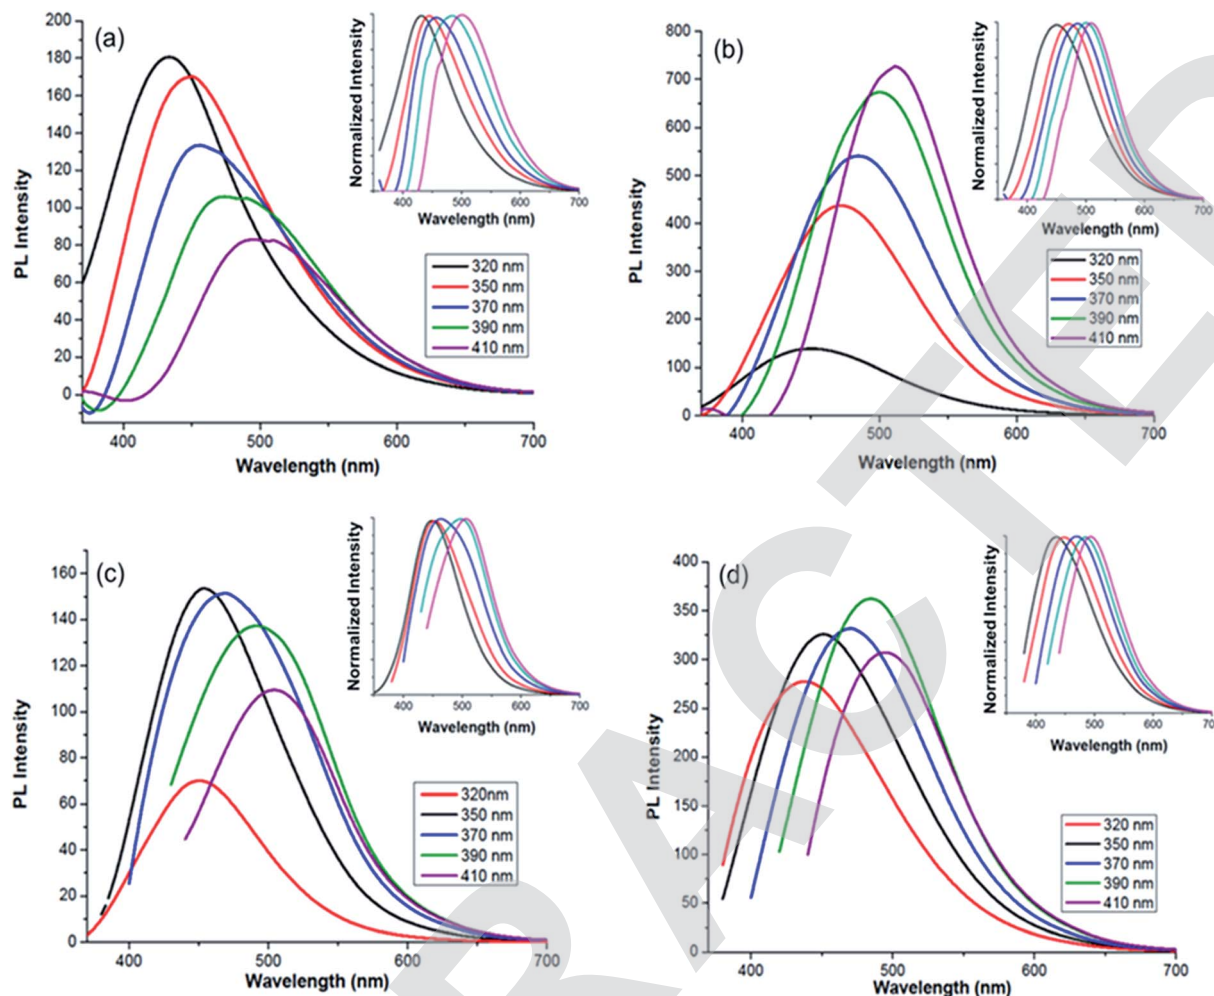 (a)
PL Intensity
200
180
160
140
120
100
80
60
40
20
0
400
500
600
700
Wavelength (nm)
320 nm
350 nm
370 nm
390 nm
410 nm
Normalized Intensity
400
500
600
700
Wavelength (nm)
(b)
PL Intensity
800
700
600
500
400
300
200
100
0
400
500
600
700
Wavelength (nm)
320 nm
350 nm
370 nm
390 nm
410 nm
Normalized Intensity
400
500
600
700
Wavelength (nm)
(c)
PL Intensity
160
140
120
100
80
60
40
20
0
400
500
600
700
Wavelength (nm)
320nm
350 nm
370 nm
390 nm
410 nm
Normalized Intensity
400
500
600
700
Wavelength (nm)
(d)
PL Intensity
400
350
300
250
200
150
100
50
0
400
500
600
700
Wavelength (nm)
320 nm
350 nm
370 nm
390 nm
410 nm
Normalized Intensity
400
500
600
700
Wavelength (nm)
RACTED